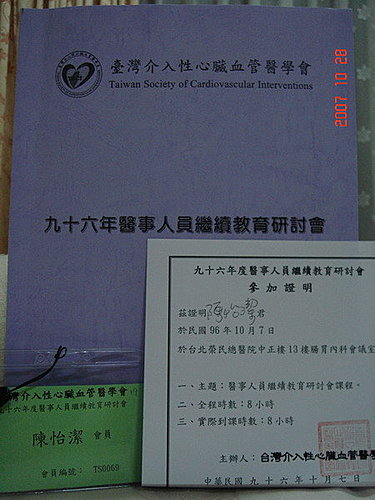 臺灣介入性心臟血管醫學會
Taiwan Society of Cardiovascular Interventions
2007 10 28
九十六年醫事人員繼續教育研討會
九十六年度醫事人員繼續教育研討會
參加證明
茲證明陳怡潔君
於民國96年10月7日
於台北榮民總醫院中正樓13樓腸胃內科會議室
一、主題：醫事人員繼續教育研討會課程。
二、全程時數：8小時
三、實際到課時數：8小時
主辦人：台灣介入性心臟血管醫學
中華民國九十六年十月七日
灣介入性心臟血管醫學會
九十六年度醫事人員繼續教育研討會
陳怡潔 會員
會員編號： TS0069